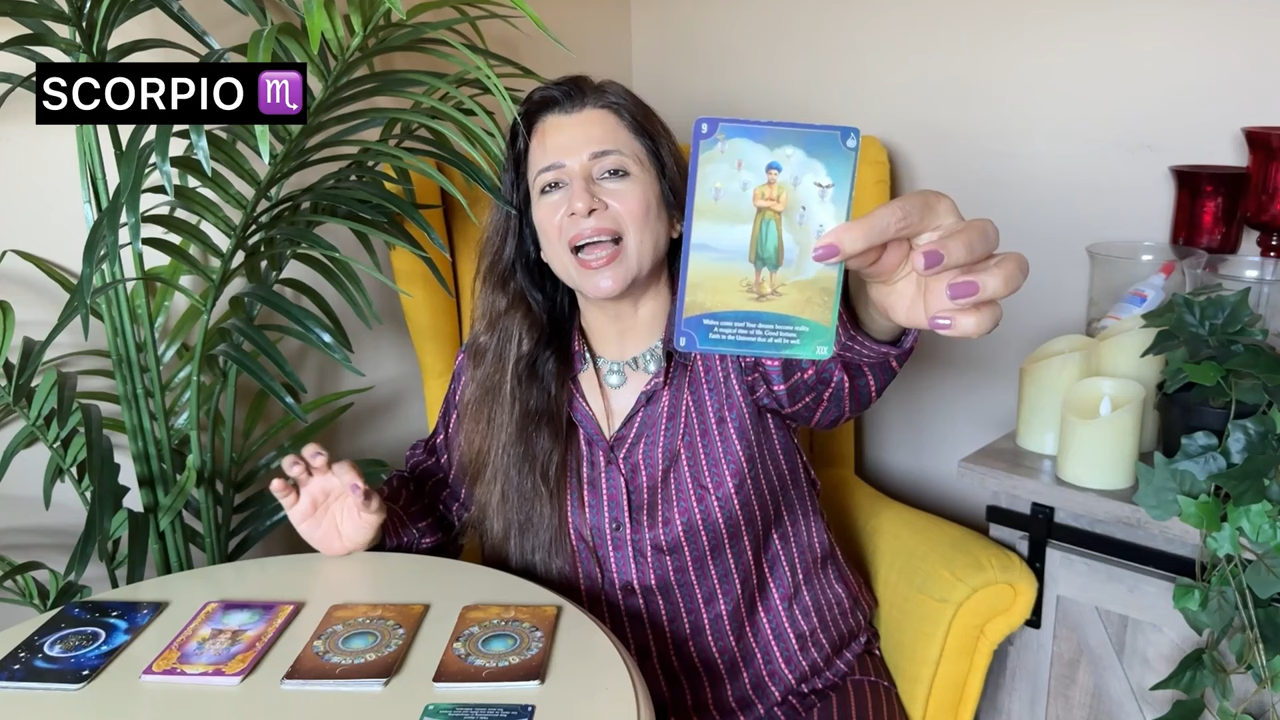 SCORPIO ♏
9
Wishes come true! Your dreams become reality.
A magical time of life. Good fortune.
Faith in the Universe that all will be well.
U
XIX